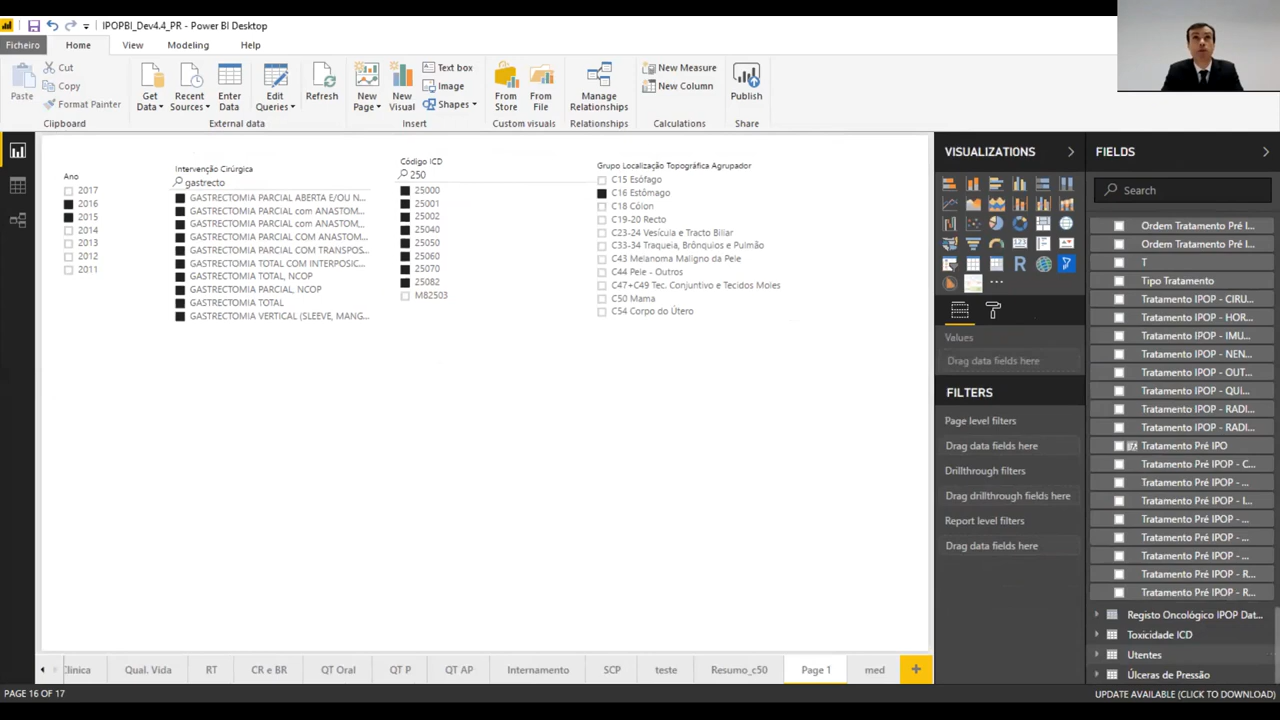 IPOPBI_Dev4.4_PR - Power BI Desktop
Ficheiro Home View Modeling Help
Paste
Cut
Copy
Format Painter
Clipboard
Get Data
Recent Sources
Enter Data
Edit Queries
External data
Refresh
New Page
New Visual
Text box
Image
Shapes
Insert
From Store
From File
Custom visuals
Manage Relationships
Relationships
New Measure
New Column
Calculations
Publish
Share
Ano
2017
2016
2015
2014
2013
2012
2011
Intervenção Cirúrgica
gastrecto
GASTRECTOMIA PARCIAL ABERTA E/OU N...
GASTRECTOMIA PARCIAL com ANASTOM...
GASTRECTOMIA PARCIAL com ANASTOM...
GASTRECTOMIA PARCIAL COM ANASTOM...
GASTRECTOMIA PARCIAL COM TRANSPOS...
GASTRECTOMIA TOTAL COM INTERPOSIC...
GASTRECTOMIA TOTAL, NCOP
GASTRECTOMIA PARCIAL, NCOP
GASTRECTOMIA TOTAL
GASTRECTOMIA VERTICAL (SLEEVE, MANG...
Código ICD
250
25000
25001
25002
25040
25050
25060
25070
25082
M82503
Grupo Localização Topográfica Agrupador
C15 Esófago
C16 Estômago
C18 Cólon
C19-20 Recto
C23-24 Vesícula e Tracto Biliar
C33-34 Traqueia, Brônquios e Pulmão
C43 Melanoma Maligno da Pele
C44 Pele - Outros
C47+C49 Tec. Conjuntivo e Tecidos Moles
C50 Mama
C54 Corpo do Útero
VISUALIZATIONS
Values
Drag data fields here
FILTERS
Page level filters
Drag data fields here
Drillthrough filters
Drag drillthrough fields here
Report level filters
Drag data fields here
FIELDS
Search
Ordem Tratamento Pré I...
Ordem Tratamento Pré I...
T
Tipo Tratamento
Tratamento IPOP - CIRU...
Tratamento IPOP - HOR...
Tratamento IPOP - IMU...
Tratamento IPOP - NEN...
Tratamento IPOP - OUT...
Tratamento IPOP - QUI...
Tratamento IPOP - RADI...
Tratamento IPOP - RADI...
Tratamento Pré IPO
Tratamento Pré IPOP - C...
Tratamento Pré IPOP - ...
Tratamento Pré IPOP - I...
Tratamento Pré IPOP - ...
Tratamento Pré IPOP - ...
Tratamento Pré IPOP - ...
Tratamento Pré IPOP - R...
Tratamento Pré IPOP - R...
Registo Oncológico IPOP Dat...
Toxicidade ICD
Utentes
Úlceras de Pressão
Clinica Qual. Vida RT CR e BR QT Oral QT P QT AP Internamento SCP teste Resumo_c50 Page 1 med
PAGE 16 OF 17
UPDATE AVAILABLE (CLICK TO DOWNLOAD)